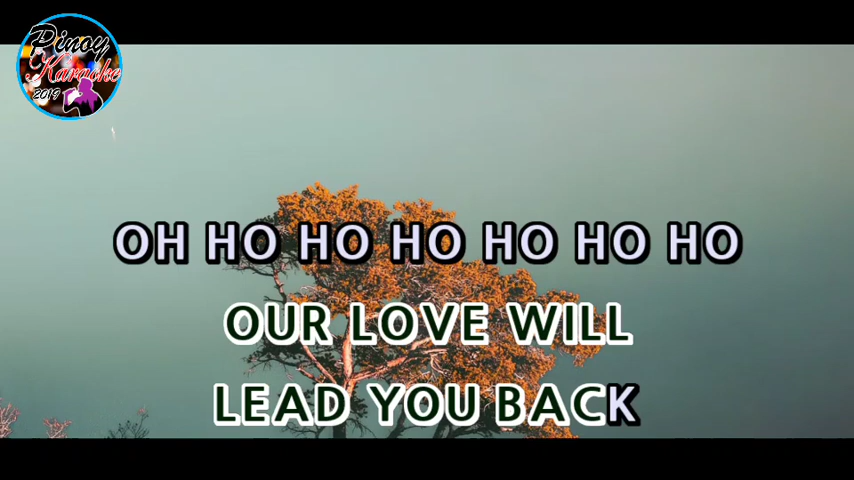 Pinoy
Karaoke
2019
OH HO HO HO HO HO HO
OUR LOVE WILL
LEAD YOU BACK